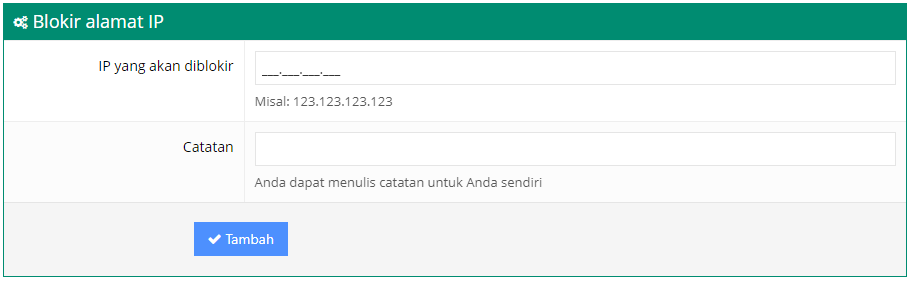 Blokir alamat IP
IP yang akan diblokir
___.___.___.___
Misal: 123.123.123.123
Catatan
Anda dapat menulis catatan untuk Anda sendiri
Tambah